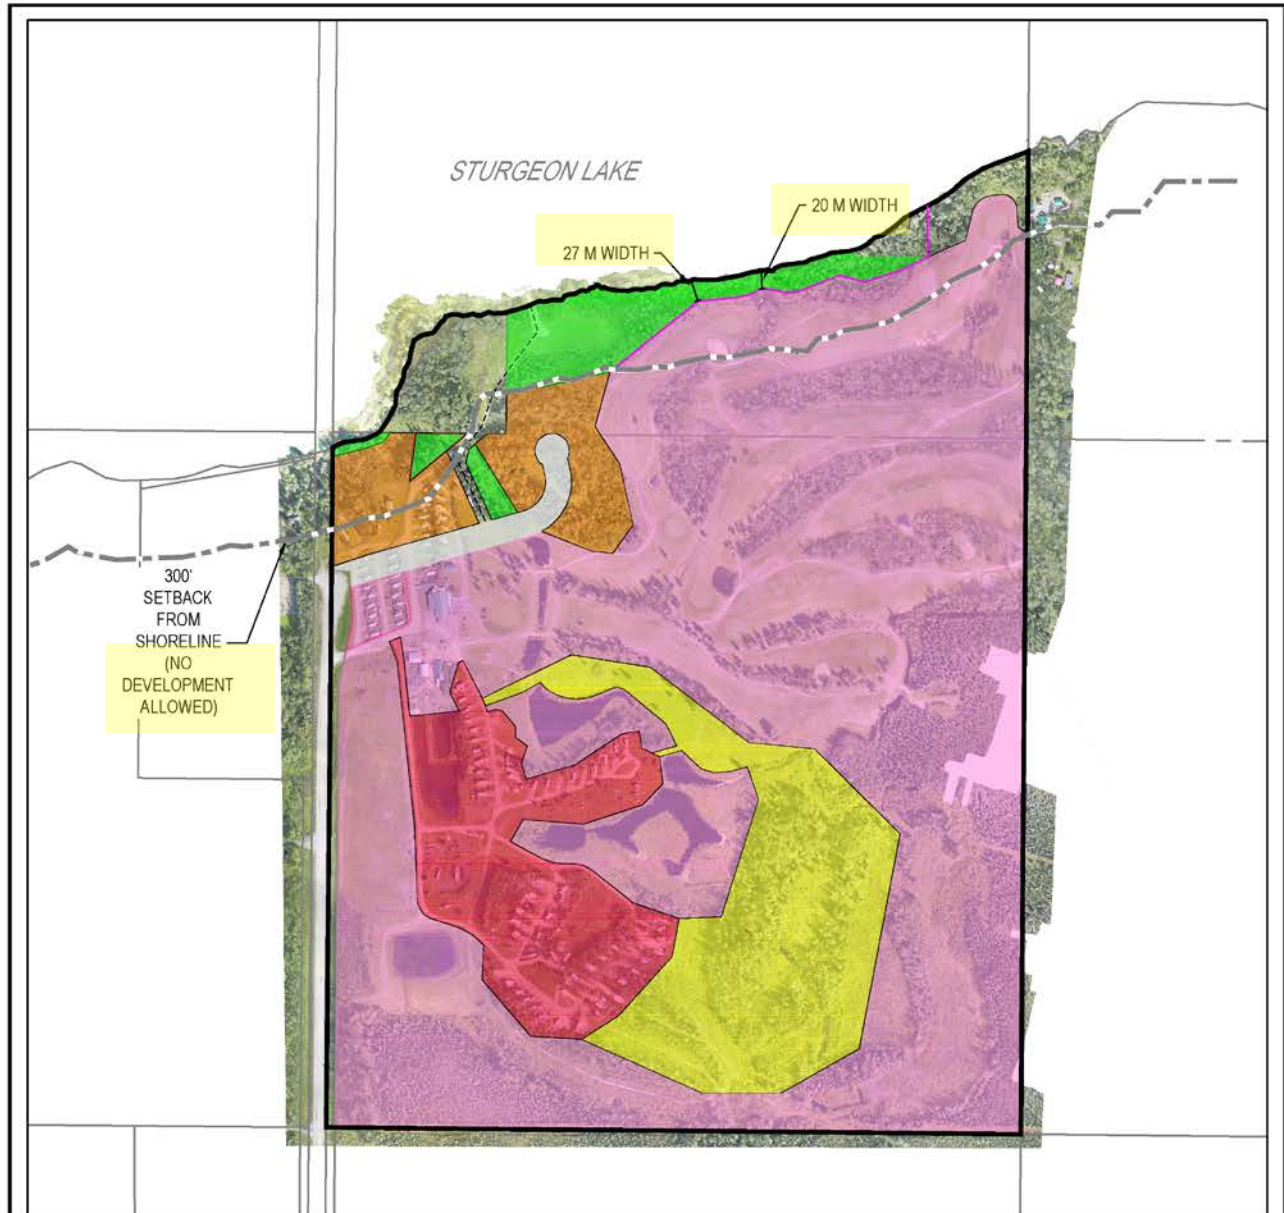 STURGEON LAKE
20 M WIDTH
27 M WIDTH
300'
SETBACK
FROM
SHORELINE
(NO
DEVELOPMENT
ALLOWED)